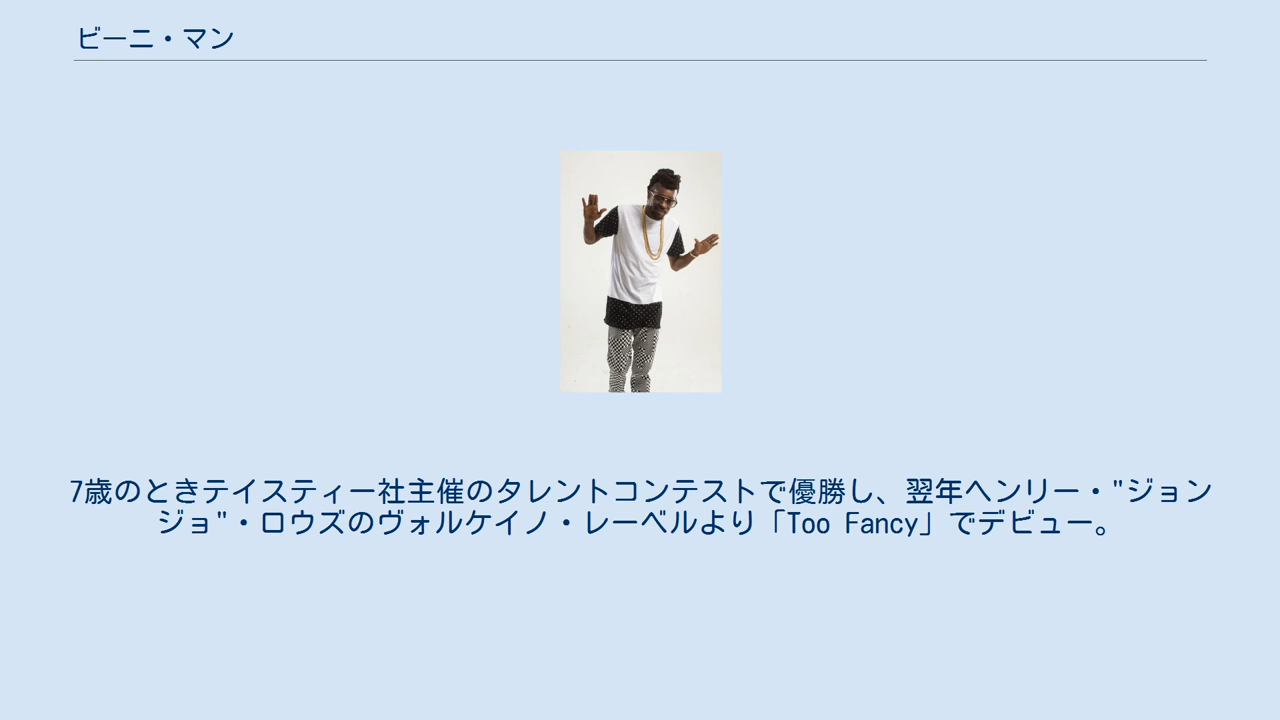 ビーニ・マン
7歳のときテイスティー社主催のタレントコンテストで優勝し、翌年ヘンリー・"ジョン
ジョ"・ロウズのヴォルケイノ・レーベルより「Too Fancy」でデビュー。